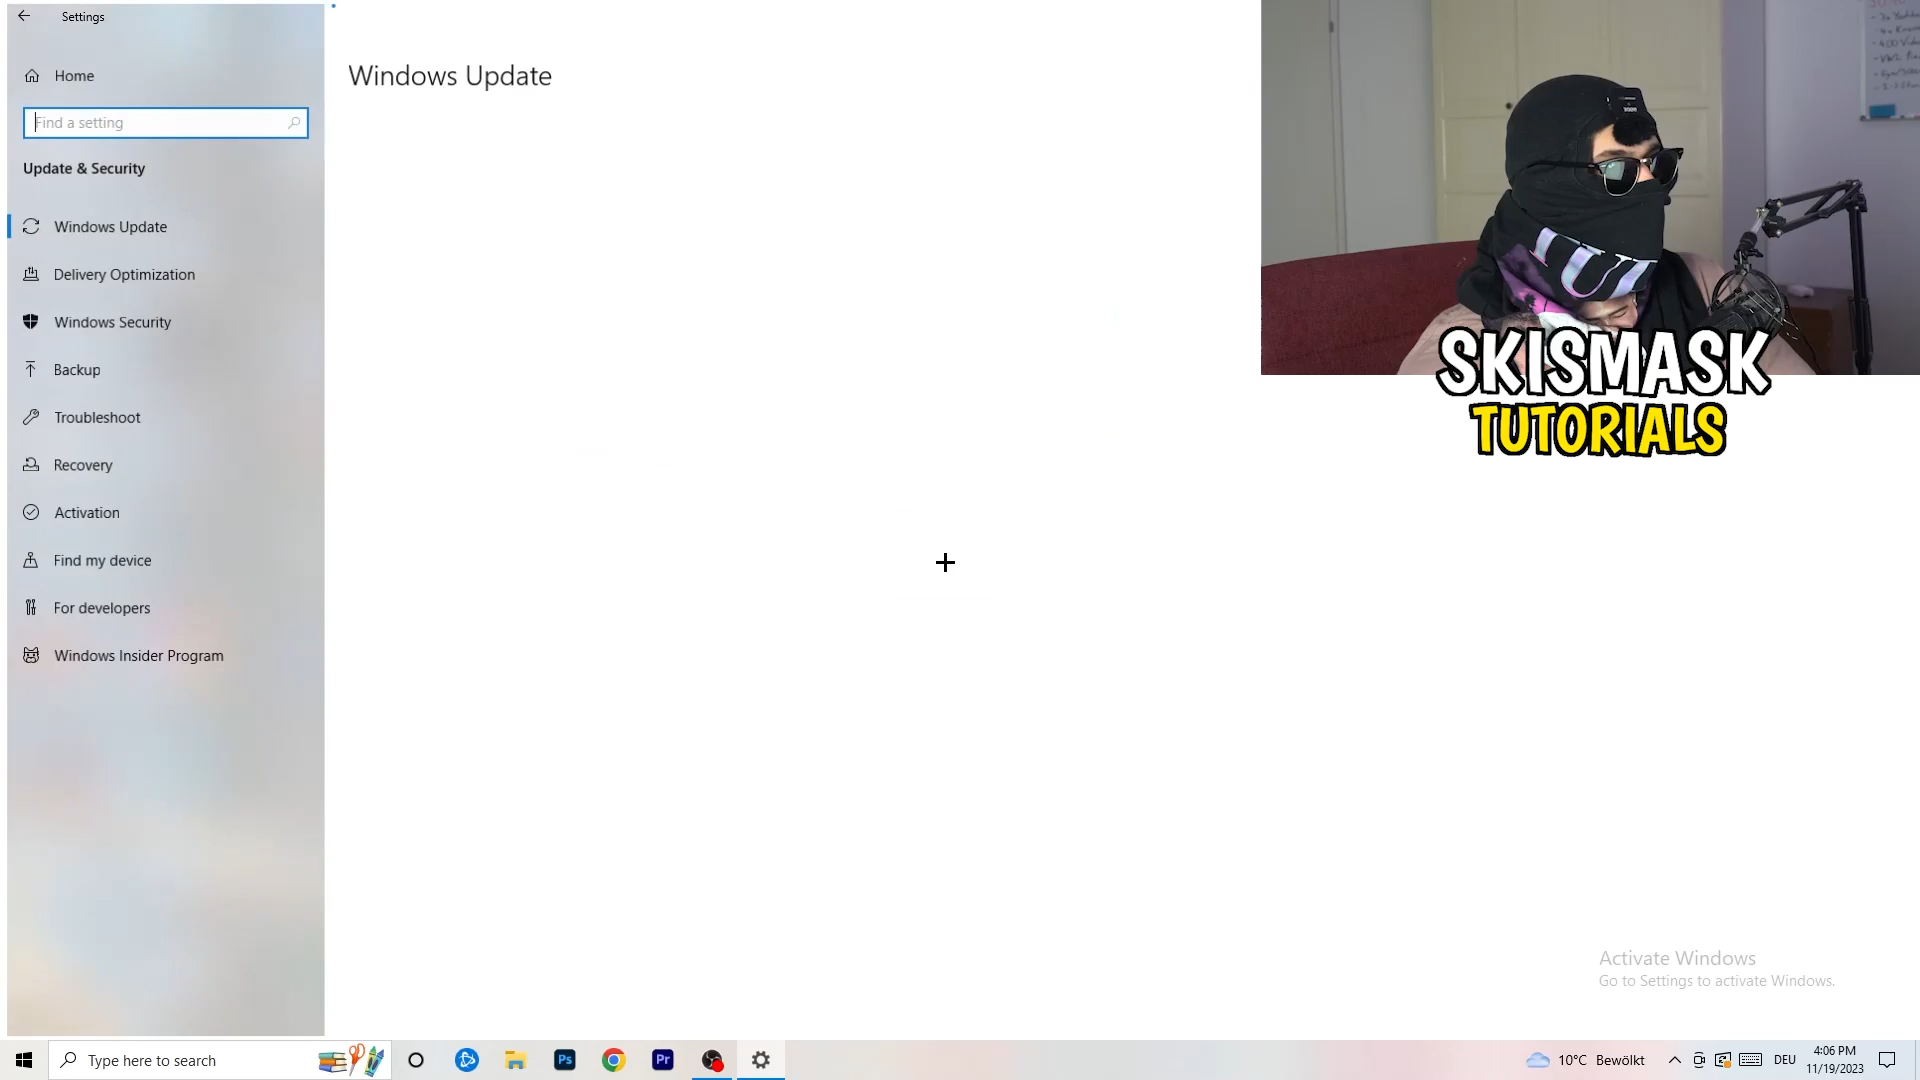 Settings
Home
Find a setting
Update & Security
Windows Update
Delivery Optimization
Windows Security
Backup
Troubleshoot
Recovery
Activation
Find my device
For developers
Windows Insider Program
Windows Update
SKISMASK
TUTORIALS
Activate Windows
Go to Settings to activate Windows.
Type here to search
Ps
Pr
10°C Bewölkt
DEU
4:06 PM
11/19/2023